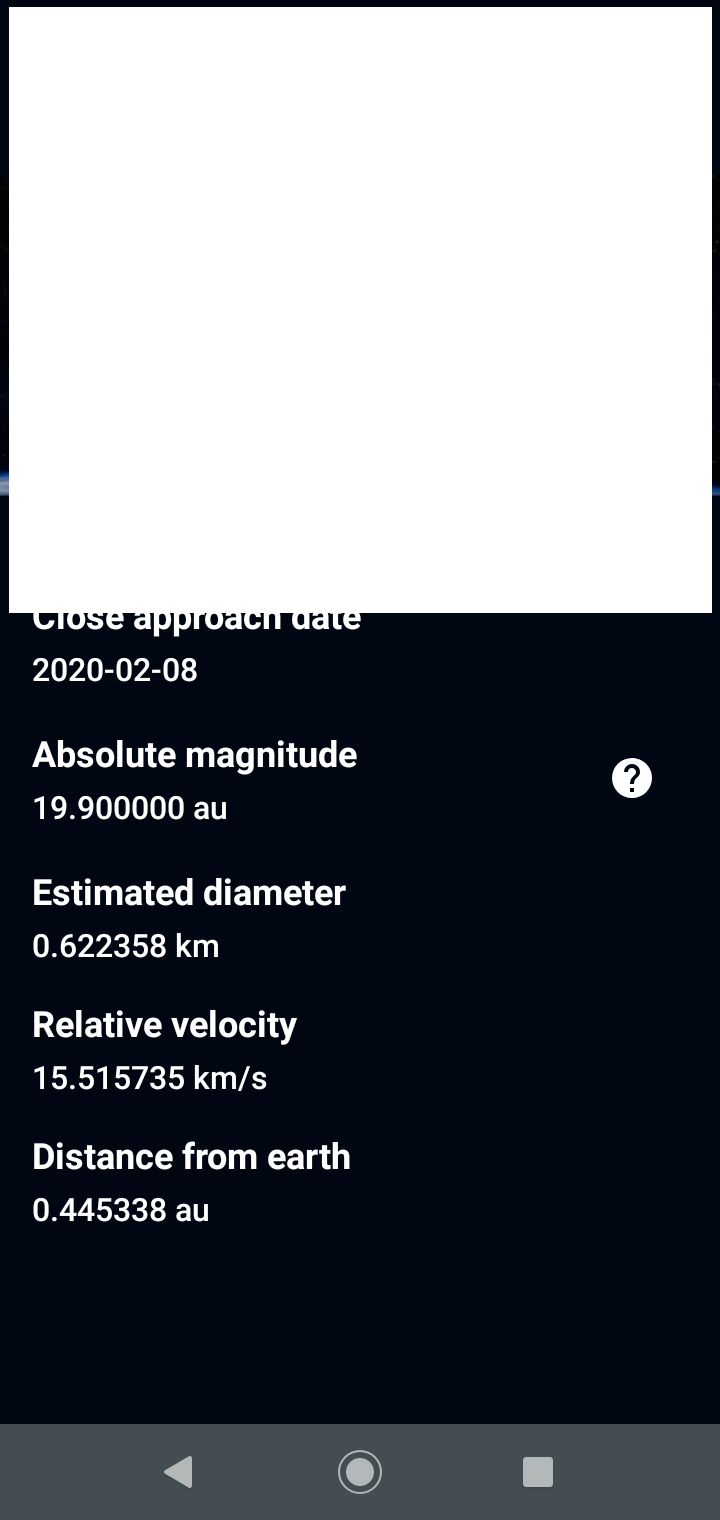 Close approach date
2020-02-08
Absolute magnitude
19.900000 au
Estimated diameter
0.622358 km
Relative velocity
15.515735 km/s
Distance from earth
0.445338 au